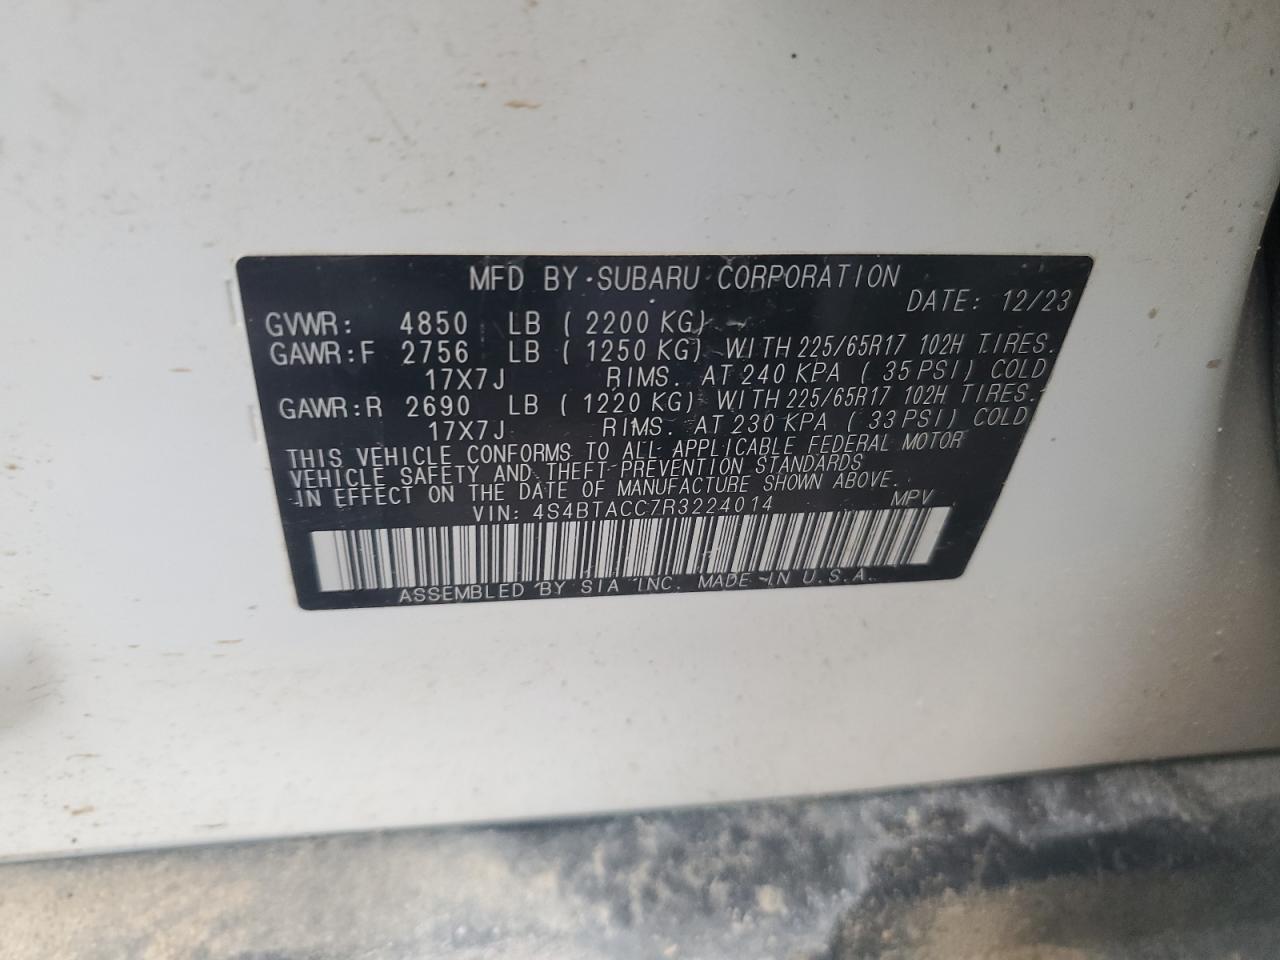 MFD BY SUBARU CORPORATION
DATE: 12/23
GVWR: 4850 LB ( 2200 KG)
GAWR:F 2756 LB ( 1250 KG) WITH 225/65R17 102H TIRES.
17X7J RIMS. AT 240 KPA ( 35 PSI) COLD
GAWR:R 2690 LB ( 1220 KG) WITH 225/65R17 102H TIRES.
17X7J RIMS. AT 230 KPA ( 33 PSI) COLD
THIS VEHICLE CONFORMS TO ALL APPLICABLE FEDERAL MOTOR
VEHICLE SAFETY AND THEFT PREVENTION STANDARDS
IN EFFECT ON THE DATE OF MANUFACTURE SHOWN ABOVE.
VIN: 4S4BTACC7R3224014 MPV
ASSEMBLED BY SIA INC. MADE IN U.S.A.